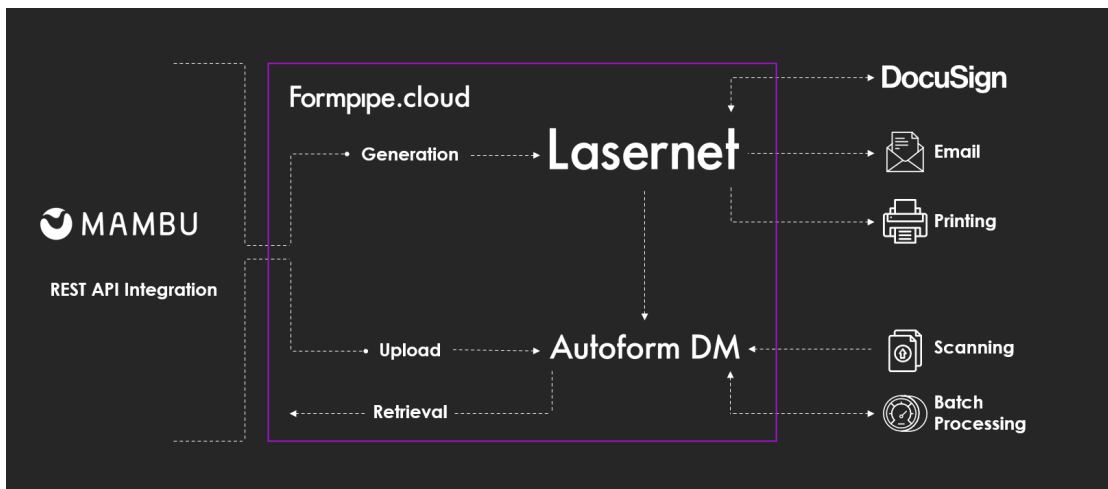 DocuSign
Formpipe.cloud
Generation
Lasernet
Email
MAMBU
Printing
REST API Integration
Upload
Autoform DM
Scanning
Retrieval
Batch
Processing